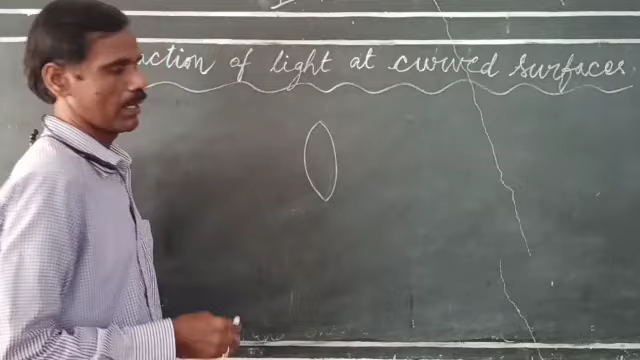 action of light at curved surfaces.